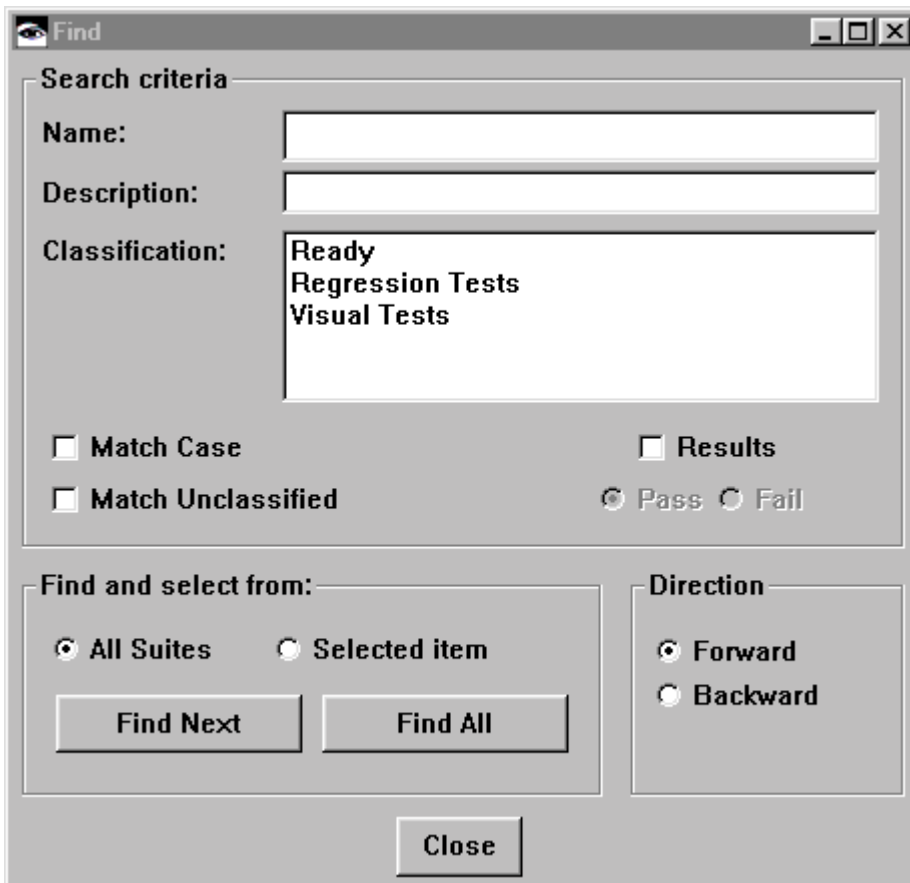 Find
Search criteria
Name:
Description:
Classification:
Ready
Regression Tests
Visual Tests
Match Case
Results
Match Unclassified
Pass Fail
Find and select from:
All Suites Selected item
Find Next Find All
Direction
Forward
Backward
Close